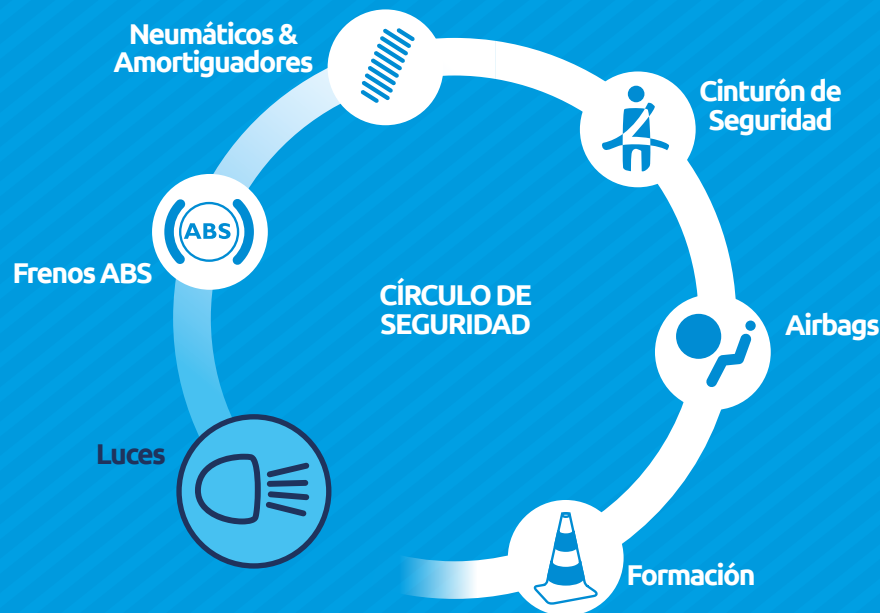 Neumáticos &
Amortiguadores
Cinturón de
Seguridad
ABS
Frenos ABS
CÍRCULO DE
SEGURIDAD
Airbags
Luces
Formación